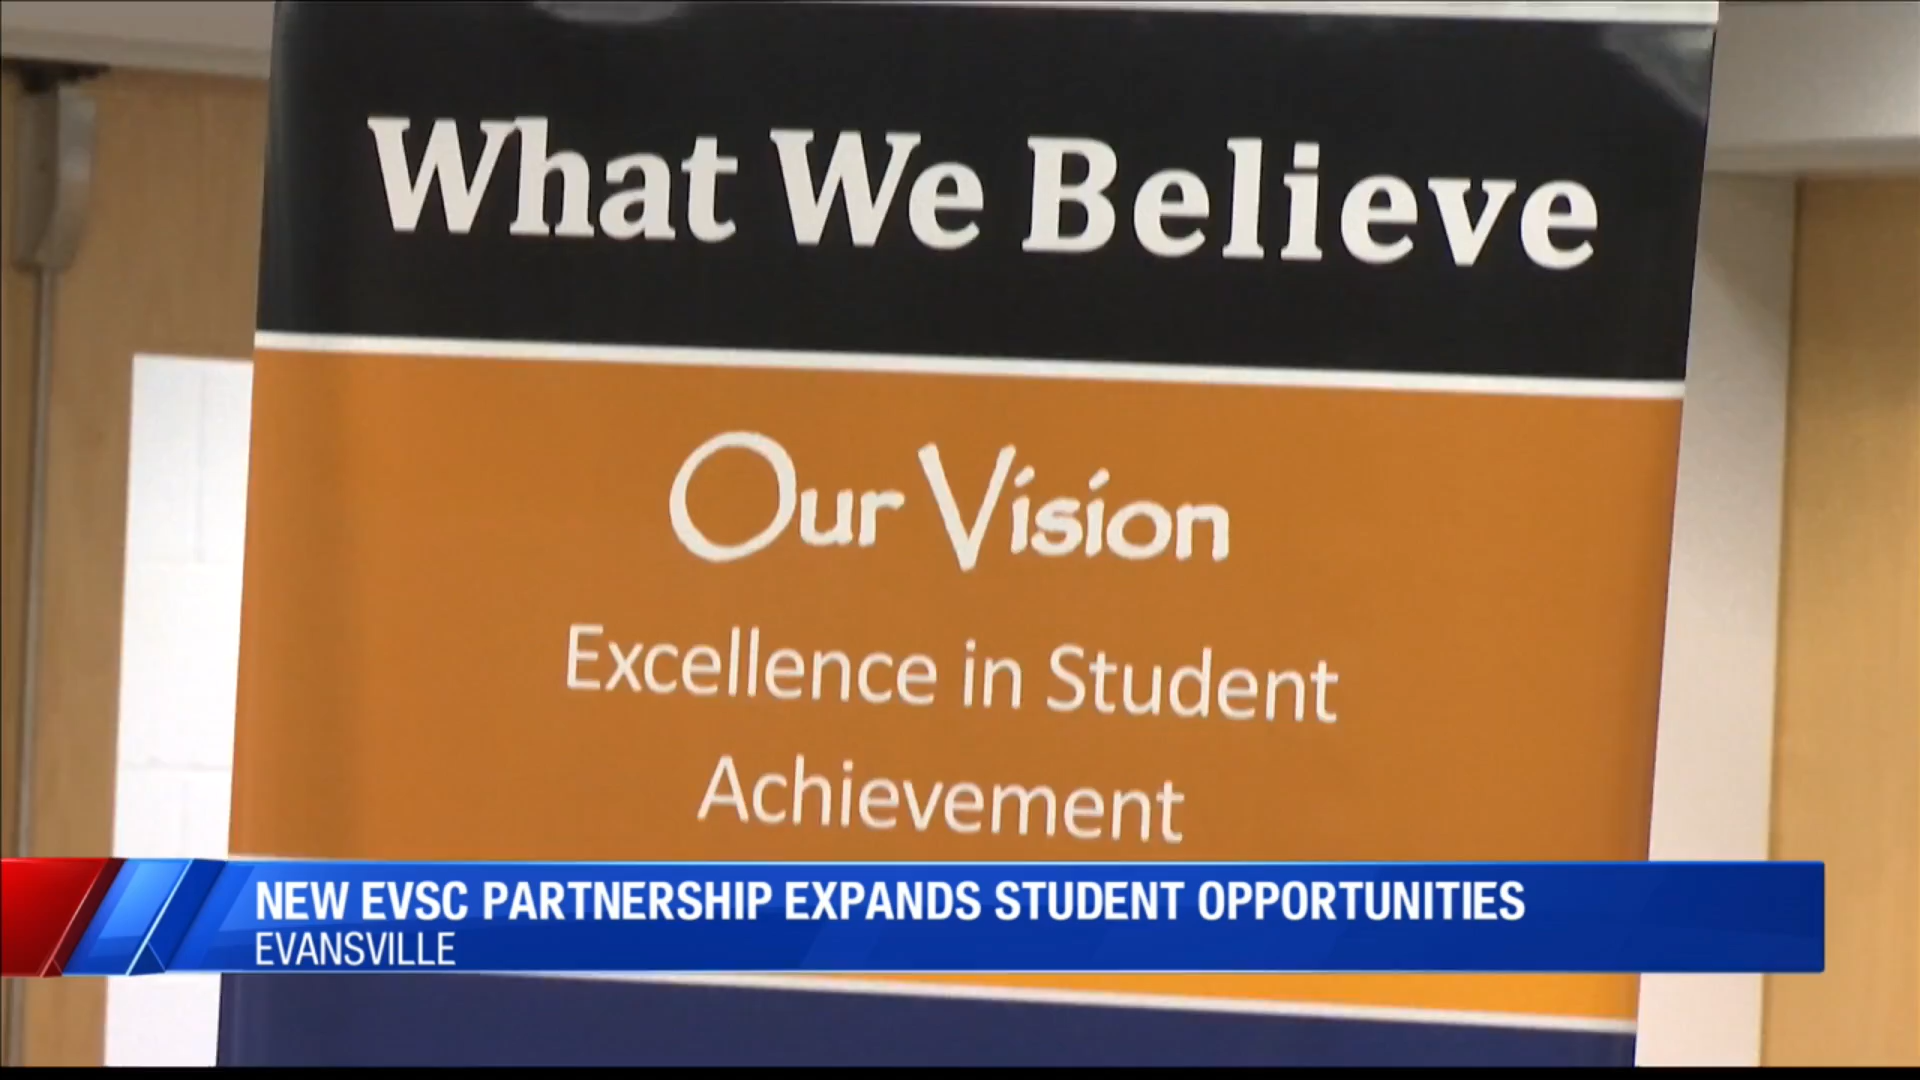 What We Believe
Our Vision
Excellence in Student
Achievement
NEW EVSC PARTNERSHIP EXPANDS STUDENT OPPORTUNITIES
EVANSVILLE